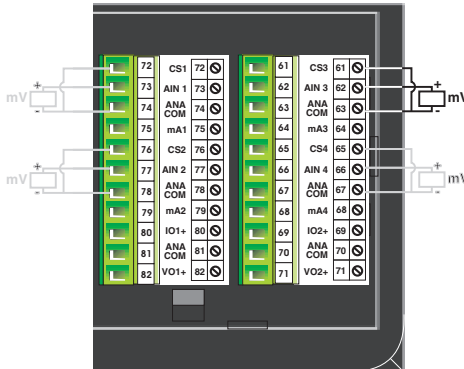 72 CS1 72 61 CS3 61
+ 73 AIN 1 73 62 AIN 3 62 +
mV 74 ANA COM 74 63 ANA COM 63 mV
- -
75 mA1 75 64 mA3 64
76 CS2 76 65 CS4 65
+ 77 AIN 2 77 66 AIN 4 66 +
mV 78 ANA COM 78 67 ANA COM 67 mV
- -
79 mA2 79 68 mA4 68
80 IO1+ 80 69 IO2+ 69
81 ANA COM 81 70 ANA COM 70
82 VO1+ 82 71 VO2+ 71